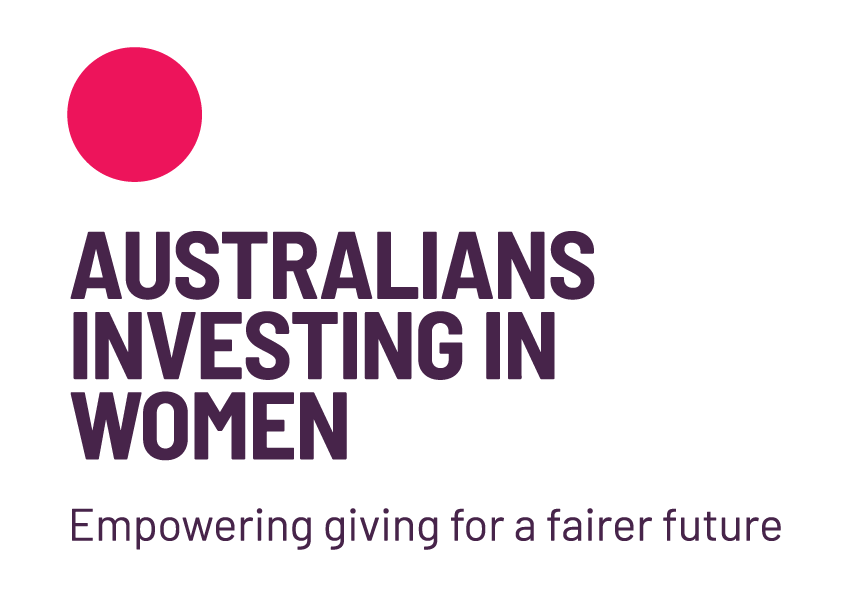 AUSTRALIANS
INVESTING IN
WOMEN
Empowering giving for a fairer future